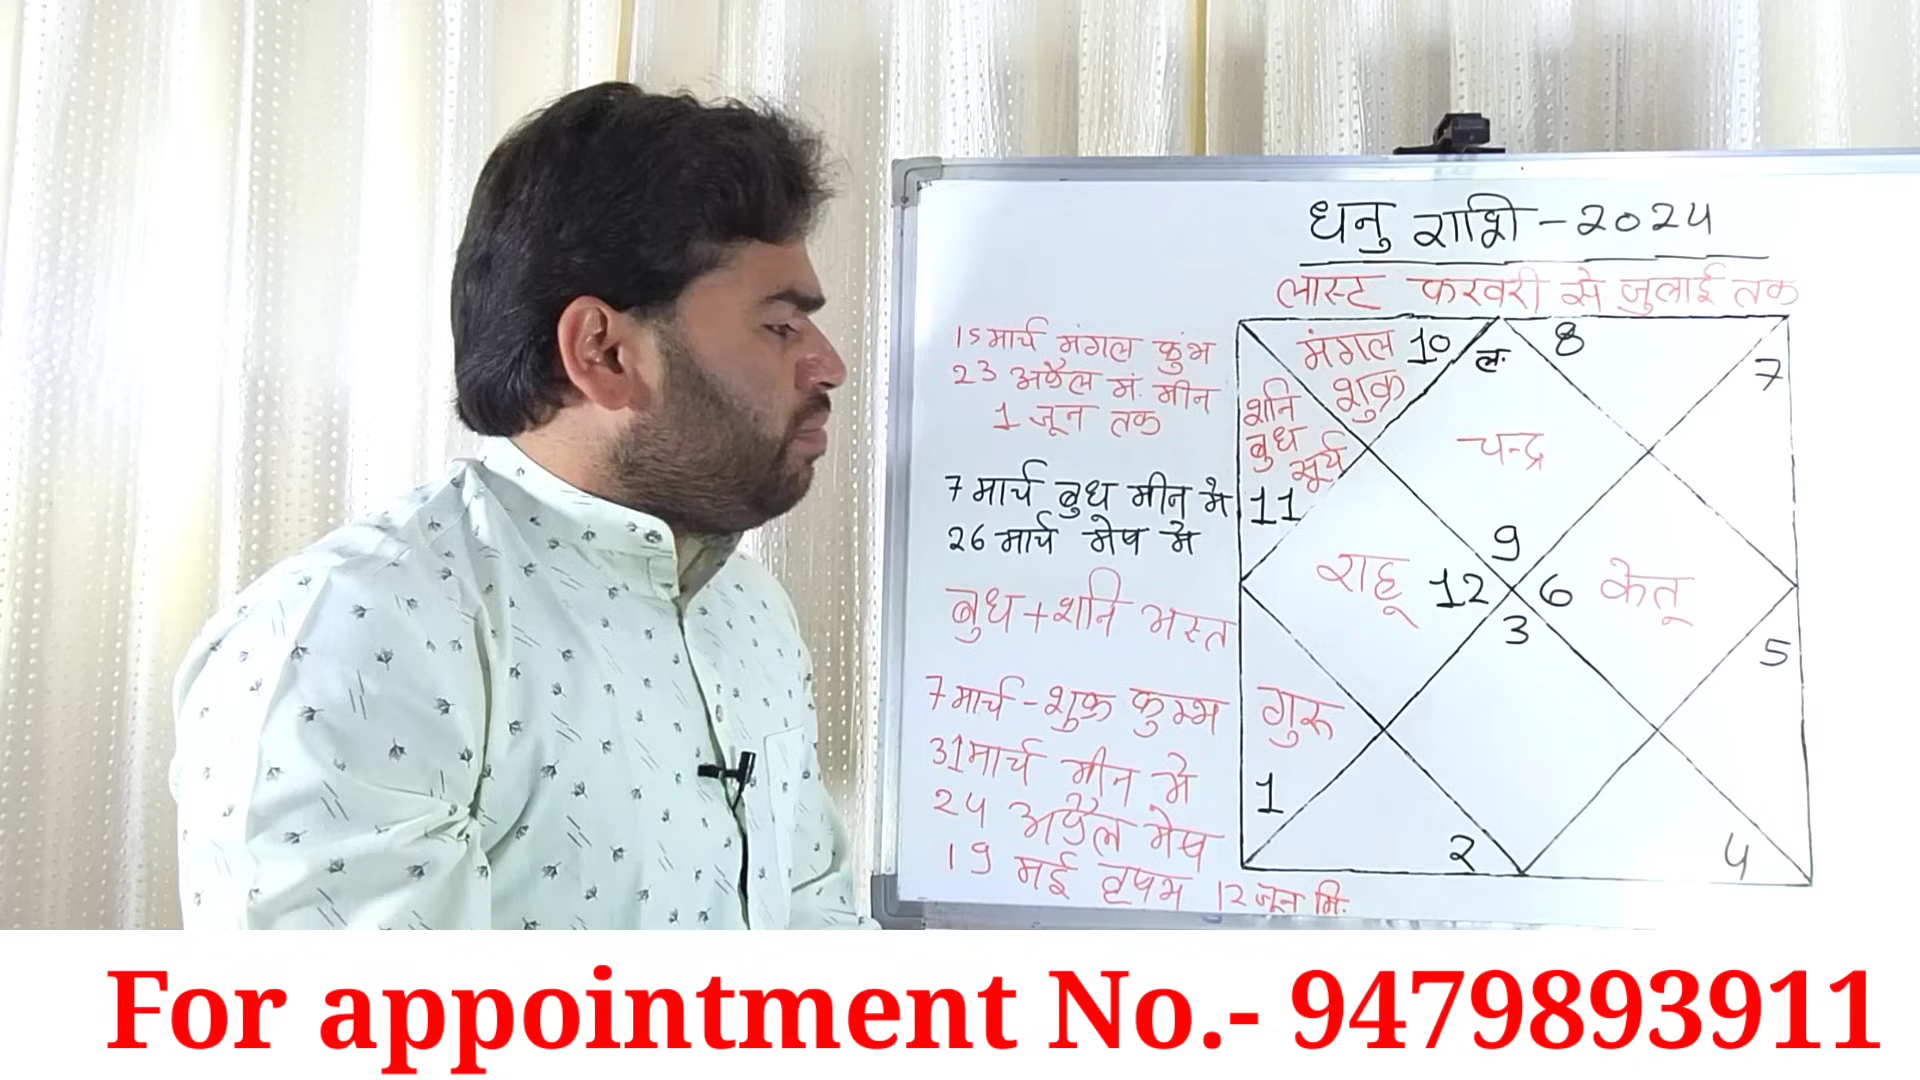 धनु राशि - 2024
लास्ट फरवरी से जुलाई तक
15 मार्च मंगल कुंभ
23 अप्रैल मं. मीन
1 जून तक
7 मार्च बुध मीन मे
26 मार्च मेष मे
बुध + शनि अस्त
7 मार्च - शुक्र कुम्भ
31 मार्च मीन मे
24 अप्रैल मेष
19 मई वृषभ 12 जून मि.
मंगल 10 ल. 8
शुक्र 7
शनि
बुध
सूर्य
चन्द्र
11
9
राहू 12 6 केतू
3
5
गुरू
1
2
4
For appointment No.- 9479893911